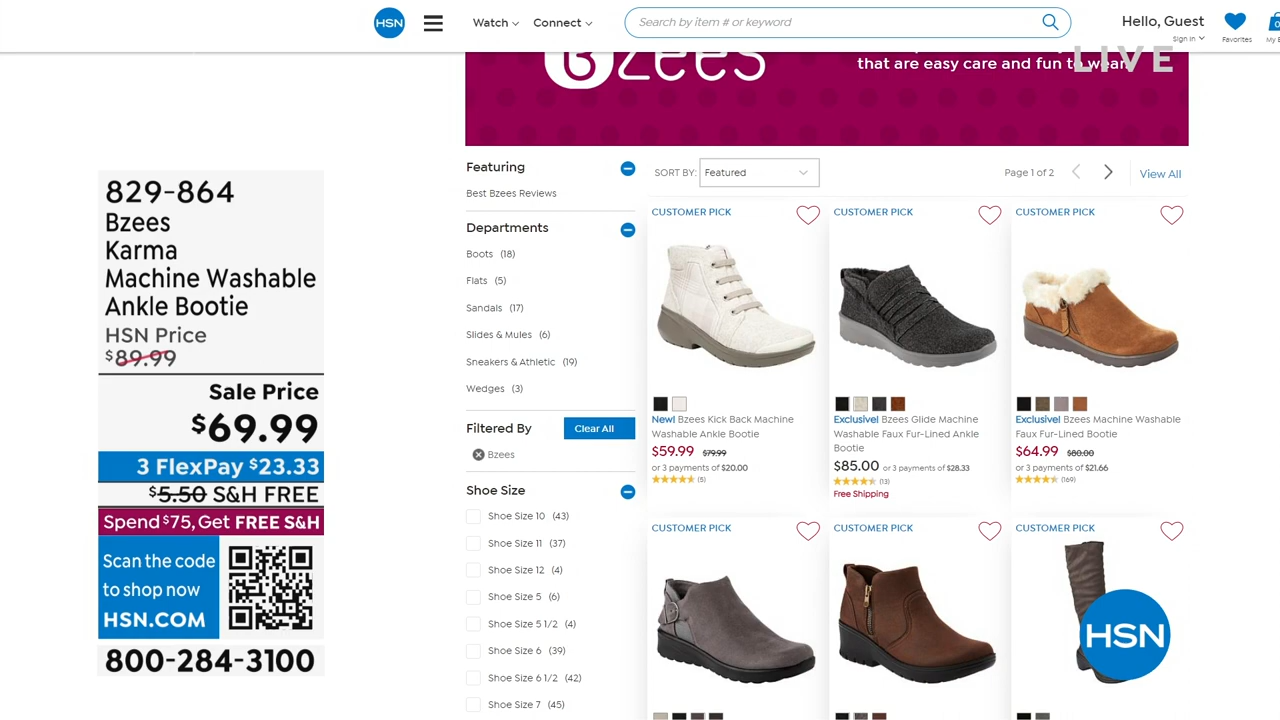 HSN
Watch
Connect
Search by item # or keyword
Hello, Guest
Sign In
Favorites
LIVE
Bzees
that are easy care and fun to wear.
829-864
Bzees
Karma
Machine Washable
Ankle Bootie
HSN Price
$89.99
Sale Price
$69.99
3 FlexPay $23.33
$5.50 S&H FREE
Spend $75, Get FREE S&H
Scan the code
to shop now
HSN.COM
800-284-3100
Featuring
Best Bzees Reviews
Departments
Boots (18)
Flats (5)
Sandals (17)
Slides & Mules (6)
Sneakers & Athletic (19)
Wedges (3)
Filtered By
Clear All
Bzees
Shoe Size
Shoe Size 10 (43)
Shoe Size 11 (37)
Shoe Size 12 (4)
Shoe Size 5 (6)
Shoe Size 5 1/2 (4)
Shoe Size 6 (39)
Shoe Size 6 1/2 (42)
Shoe Size 7 (45)
SORT BY: Featured
Page 1 of 2
View All
CUSTOMER PICK
New! Bzees Kick Back Machine
Washable Ankle Bootie
$59.99 $79.99
or 3 payments of $20.00
(5)
CUSTOMER PICK
Exclusive! Bzees Glide Machine
Washable Faux Fur-Lined Ankle
Bootie
$85.00 or 3 payments of $28.33
(13)
Free Shipping
CUSTOMER PICK
Exclusive! Bzees Machine Washable
Faux Fur-Lined Bootie
$64.99 $80.00
or 3 payments of $21.66
(169)
CUSTOMER PICK
CUSTOMER PICK
CUSTOMER PICK
HSN